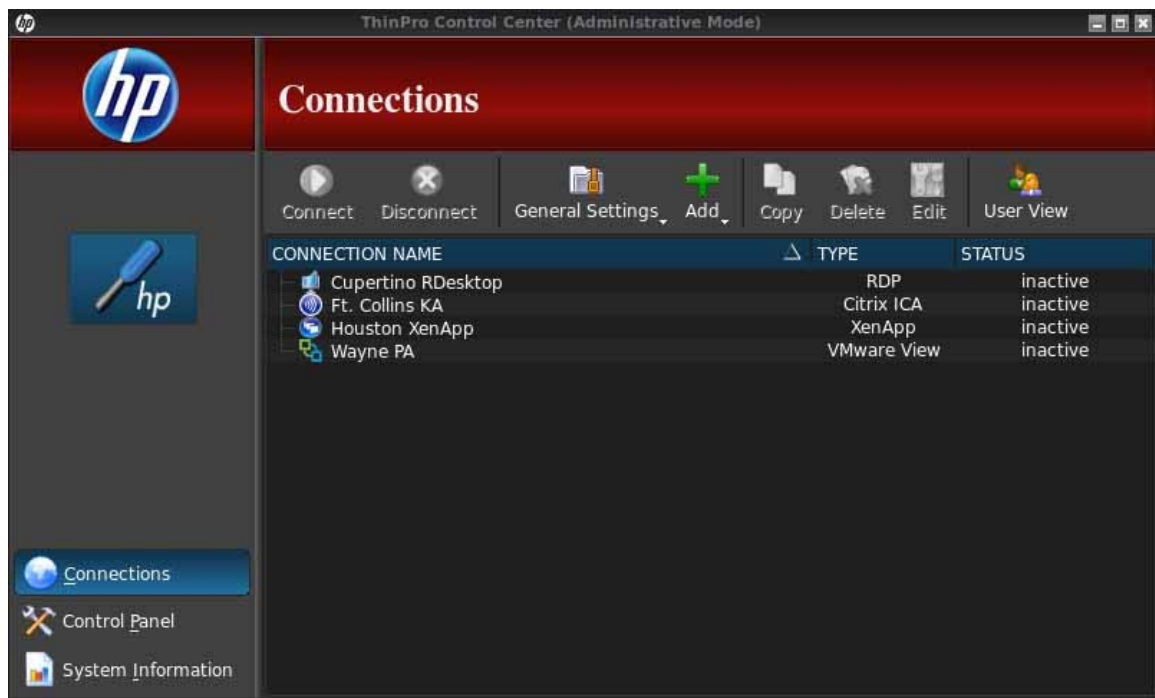 ThinPro Control Center (Administrative Mode)
hp
Connections
Connect Disconnect General Settings Add Copy Delete Edit User View
hp
CONNECTION NAME TYPE STATUS
Cupertino RDesktop RDP inactive
Ft. Collins KA Citrix ICA inactive
Houston XenApp XenApp inactive
Wayne PA VMware View inactive
Connections
Control Panel
System Information